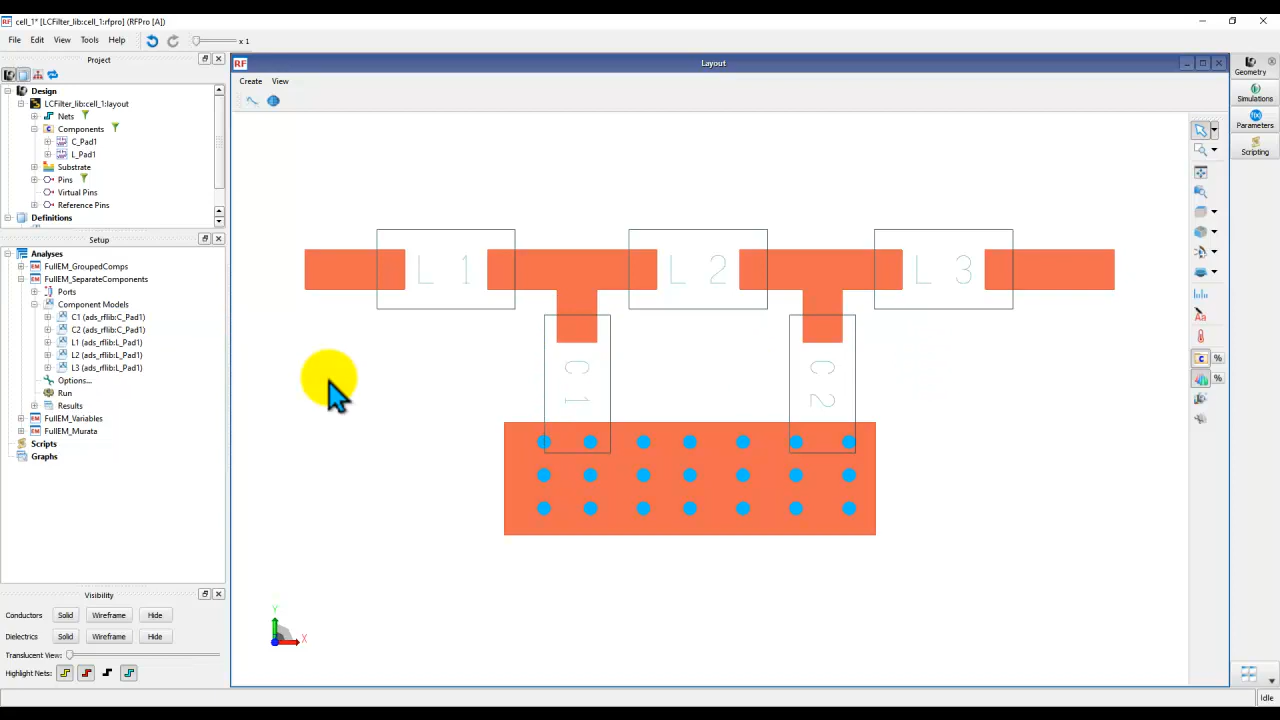 RF cell_1* [LCFilter_lib:cell_1:rfpro] (RFPro [A])
File Edit View Tools Help x 1
Project
Design
LCFilter_lib:cell_1:layout
Nets
Components
C_Pad1
L_Pad1
Substrate
Pins
Virtual Pins
Reference Pins
Definitions
Setup
Analyses
FullEM_GroupedComps
FullEM_SeparateComponents
Ports
Component Models
C1 (ads_rflib:C_Pad1)
C2 (ads_rflib:C_Pad1)
L1 (ads_rflib:L_Pad1)
L2 (ads_rflib:L_Pad1)
L3 (ads_rflib:L_Pad1)
Options...
Run
Results
FullEM_Variables
FullEM_Murata
Scripts
Graphs
Visibility
Conductors Solid Wireframe Hide
Dielectrics Solid Wireframe Hide
Translucent View:
Highlight Nets:
RF Layout
Create View
L 1 L 2 L 3
C 1 C 2
Y
X
Aa
C %
%
Geometry
Simulations
f(x)
Parameters
Scripting
Idle